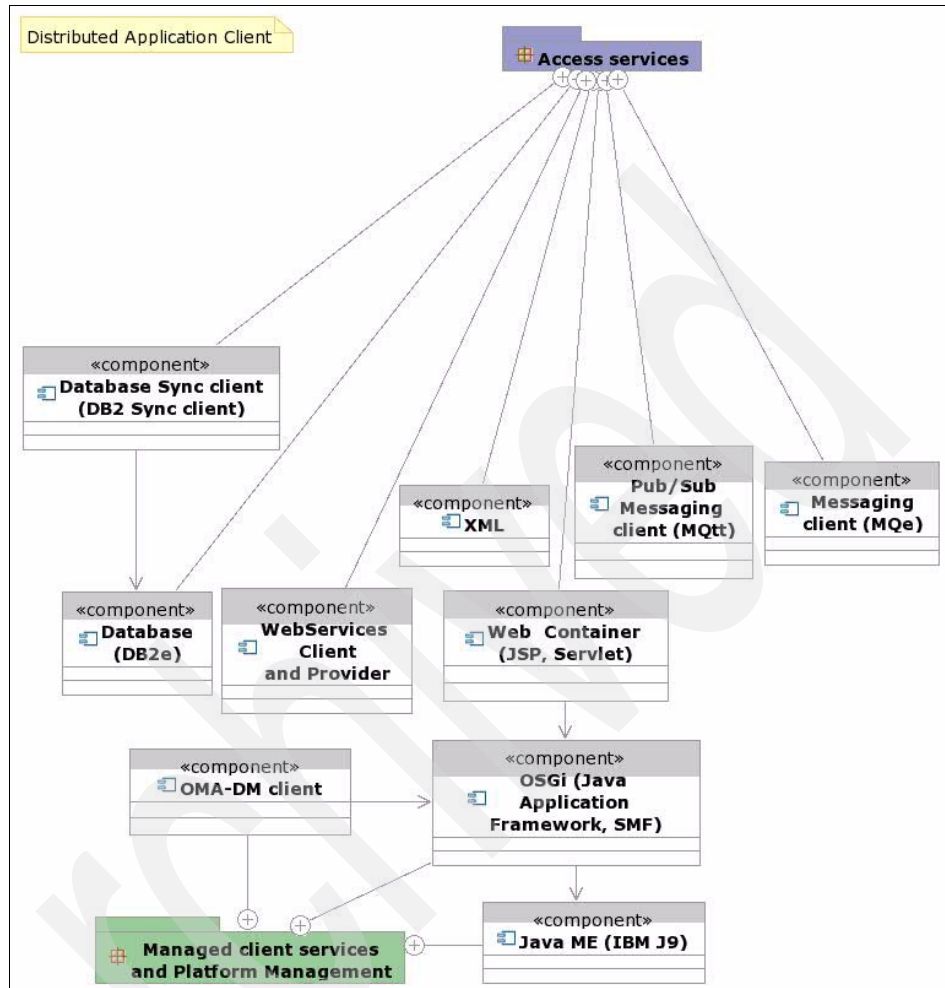 Distributed Application Client
Access services
«component»
Database Sync client
(DB2 Sync client)
«component»
Pub/Sub
Messaging
client (MQtt)
«component»
Messaging
client (MQe)
«component»
XML
«component»
Database
(DB2e)
«component»
WebServices
Client
and Provider
«component»
Web Container
(JSP, Servlet)
«component»
OMA-DM client
«component»
OSGi (Java
Application
Framework, SMF)
«component»
Java ME (IBM J9)
Managed client services
and Platform Management
rchived